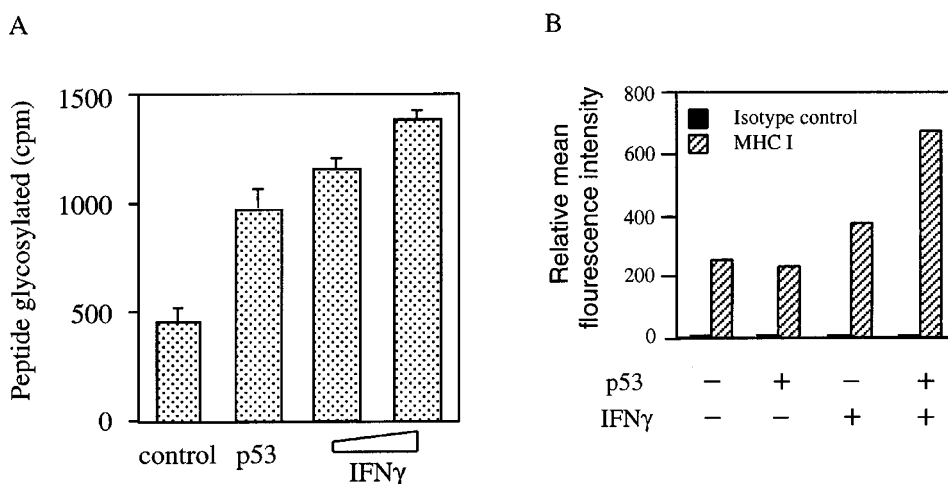 A
Peptide glycosylated (cpm)
1500
1000
500
0
control p53
IFNγ
B
Relative mean
flourescence intensity
800
600
400
200
0
Isotype control
MHC I
p53 − + − +
IFNγ − − + +